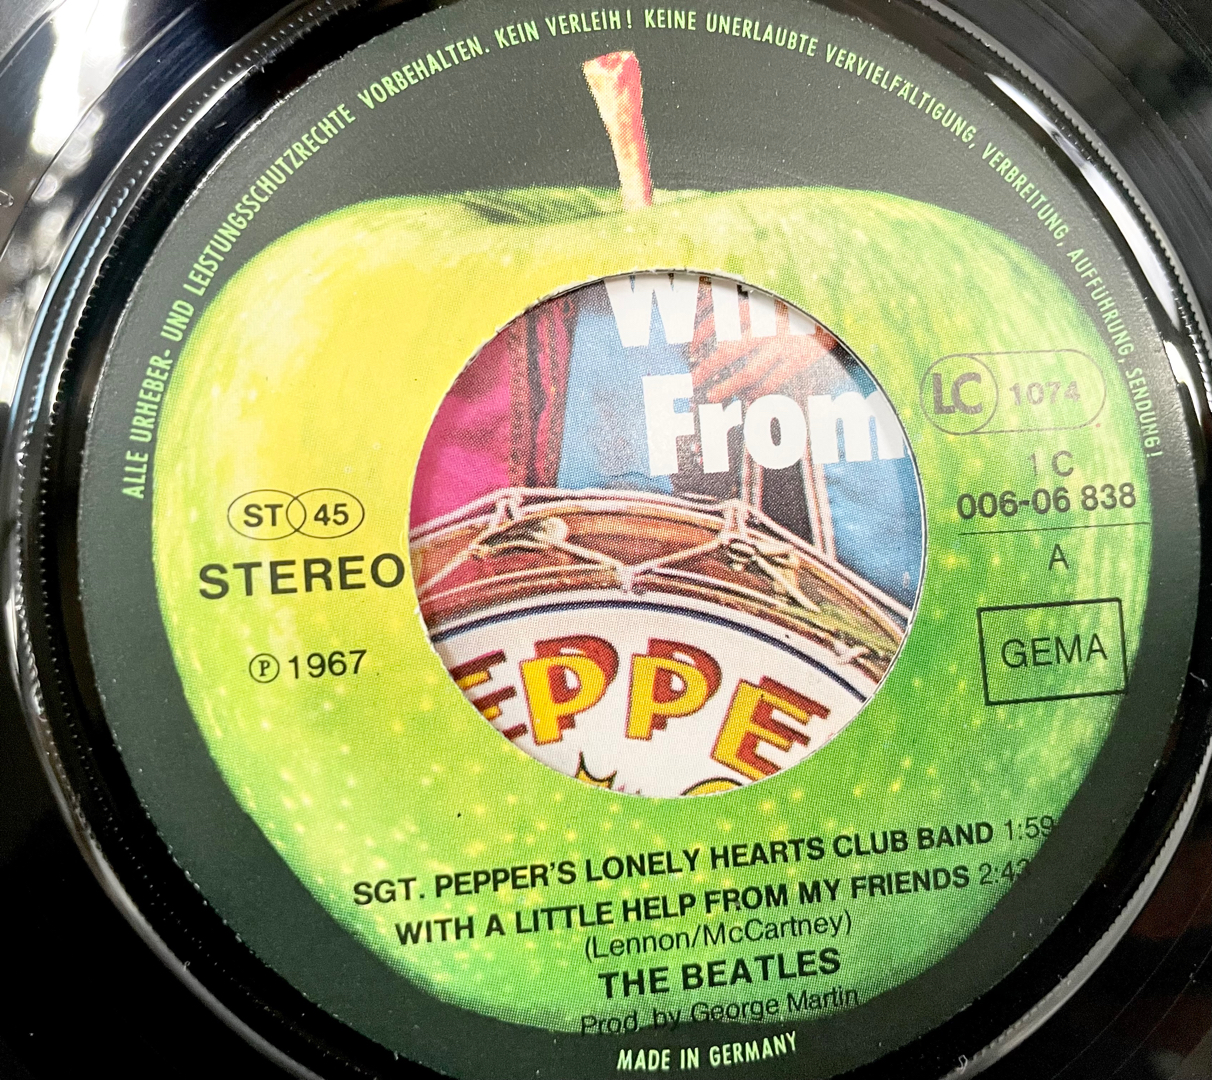 ALLE URHEBER- UND LEISTUNGSSCHUTZRECHTE VORBEHALTEN. KEIN VERLEIH! KEINE UNERLAUBTE VERVIELFÄLTIGUNG, VERBREITUNG, AUFFÜHRUNG, SENDUNG!
From
LC 1074
1 C
006-06 838
A
GEMA
ST 45
STEREO
Ⓟ 1967
EPPE
SGT. PEPPER'S LONELY HEARTS CLUB BAND 1:59
WITH A LITTLE HELP FROM MY FRIENDS
(Lennon/McCartney)
THE BEATLES
Prod. by George Martin
MADE IN GERMANY